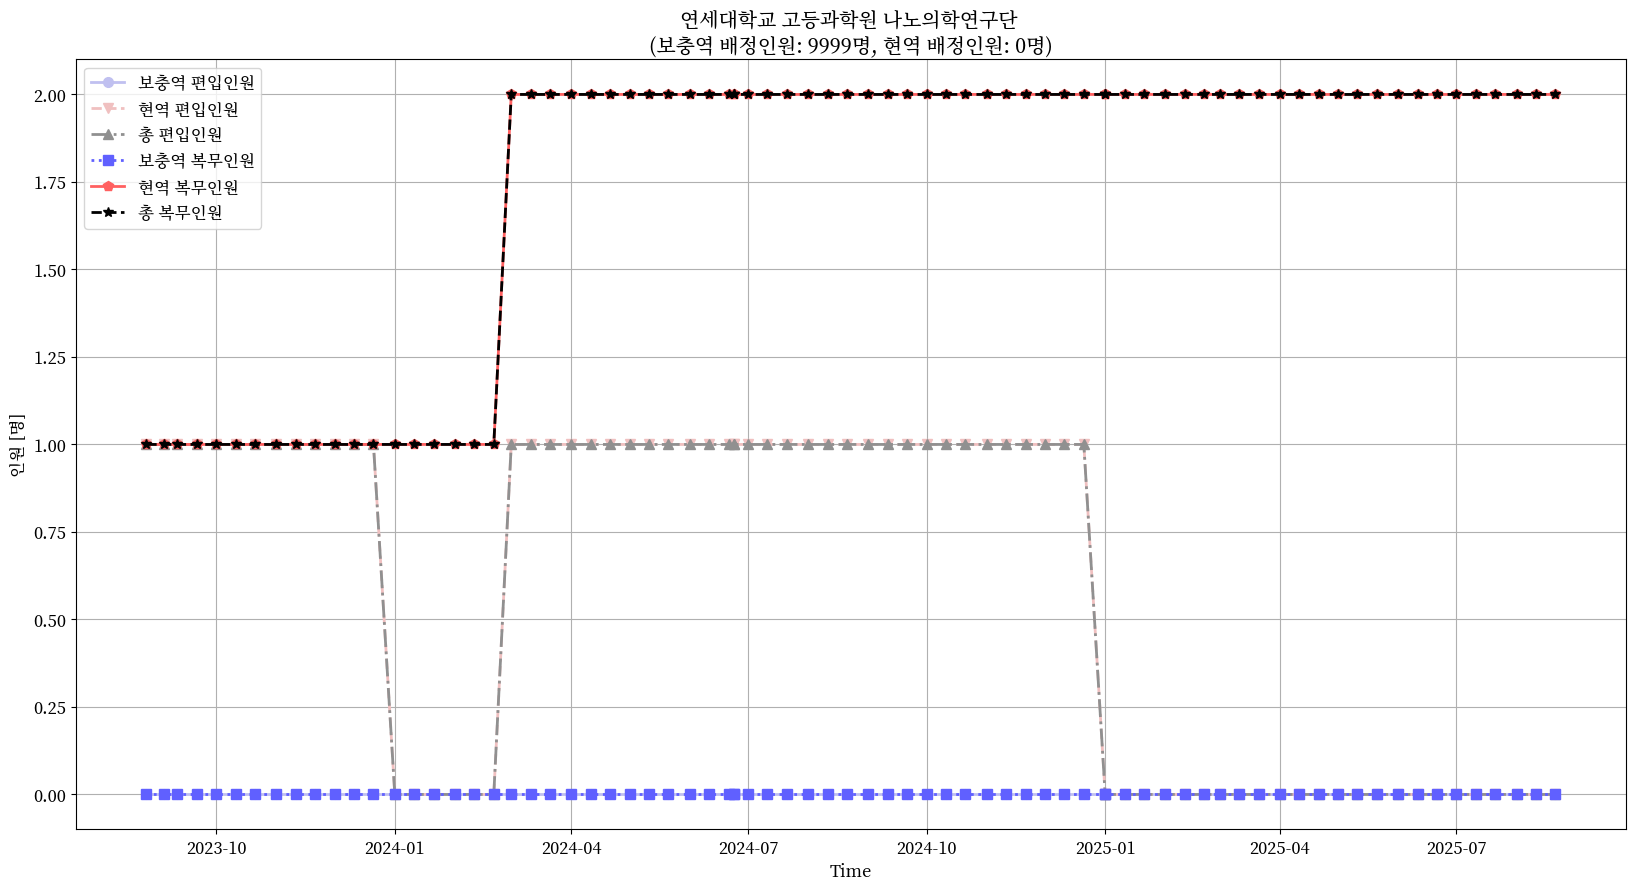 연세대학교 고등과학원 나노의학연구단
(보충역 배정인원: 9999명, 현역 배정인원: 0명)
보충역 편입인원
현역 편입인원
총 편입인원
보충역 복무인원
현역 복무인원
총 복무인원
2.00
1.75
1.50
1.25
1.00
0.75
0.50
0.25
0.00
인원 [명]
2023-10 2024-01 2024-04 2024-07 2024-10 2025-01 2025-04 2025-07
Time